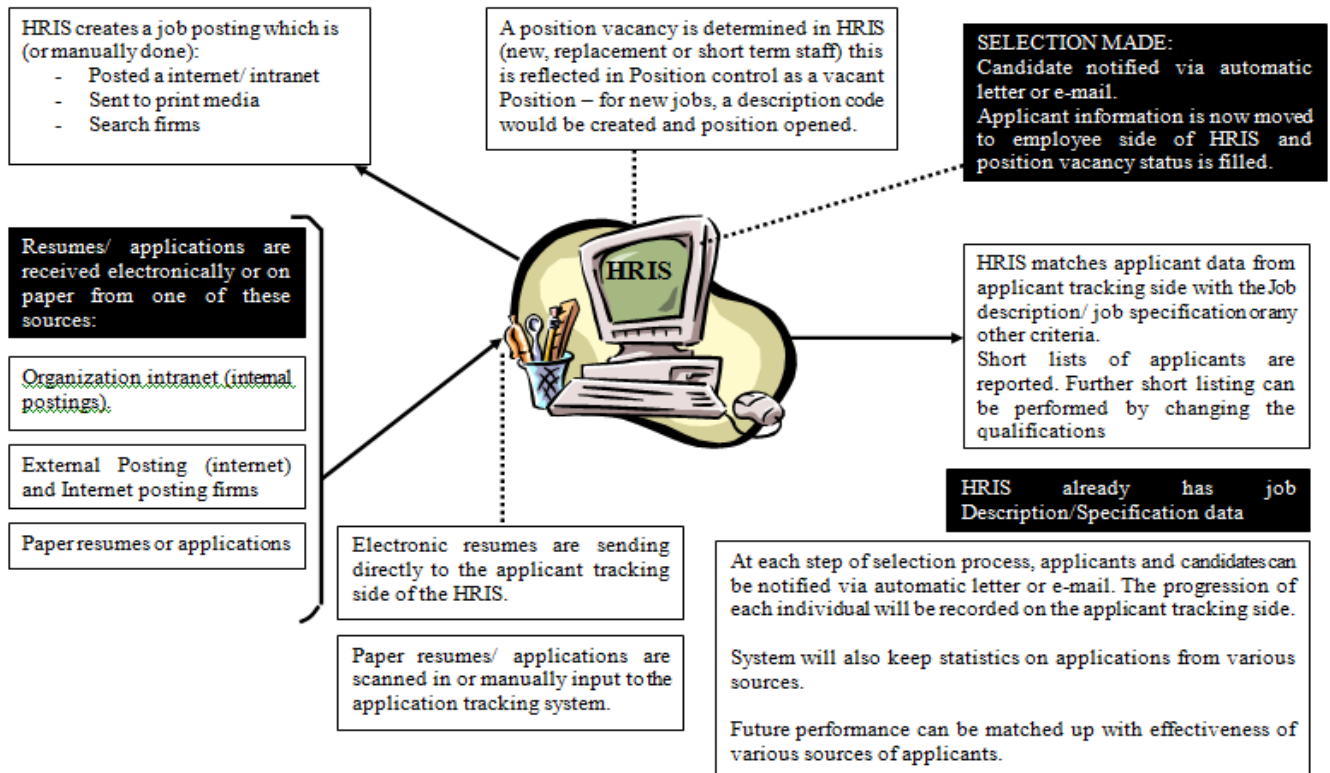 HRIS creates a job posting which is
(or manually done):
- Posted a internet/ intranet
- Sent to print media
- Search firms
A position vacancy is determined in HRIS
(new, replacement or short term staff) this
is reflected in Position control as a vacant
Position – for new jobs, a description code
would be created and position opened.
SELECTION MADE:
Candidate notified via automatic
letter or e-mail.
Applicant information is now moved
to employee side of HRIS and
position vacancy status is filled.
Resumes/ applications are
received electronically or on
paper from one of these
sources:
Organization intranet (internal
postings).
External Posting (internet)
and Internet posting firms
Paper resumes or applications
HRIS
HRIS matches applicant data from
applicant tracking side with the Job
description/ job specification or any
other criteria.
Short lists of applicants are
reported. Further short listing can
be performed by changing the
qualifications
HRIS already has job
Description/Specification data
Electronic resumes are sending
directly to the applicant tracking
side of the HRIS.
Paper resumes/ applications are
scanned in or manually input to the
application tracking system.
At each step of selection process, applicants and candidates can
be notified via automatic letter or e-mail. The progression of
each individual will be recorded on the applicant tracking side.
System will also keep statistics on applications from various
sources.
Future performance can be matched up with effectiveness of
various sources of applicants.